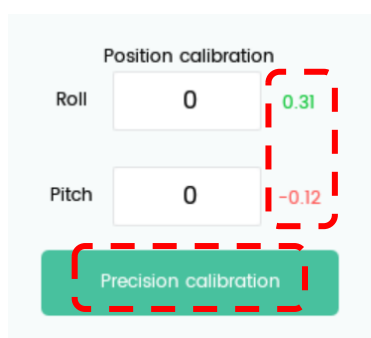 Position calibration
Roll 0 0.31
Pitch 0 -0.12
Precision calibration